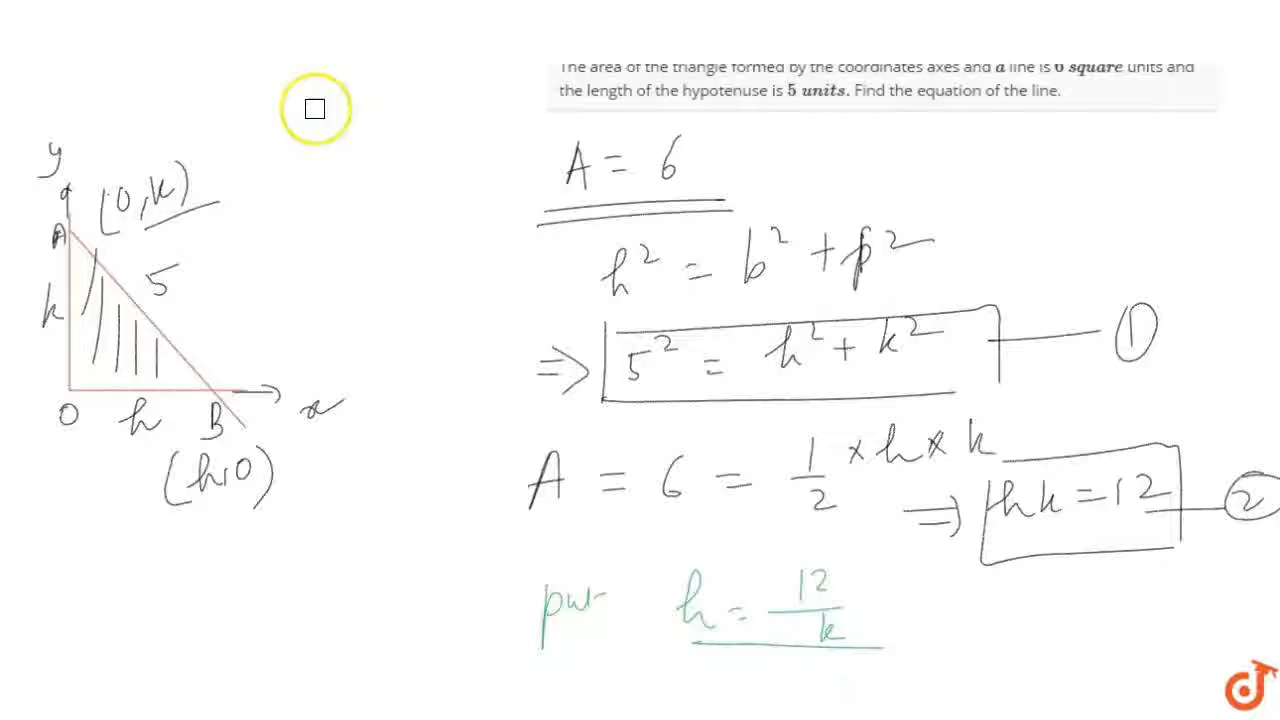 The area of the triangle formed by the coordinates axes and a line is 6 square units and
the length of the hypotenuse is 5 units. Find the equation of the line.
A = 6
h² = b² + p²
⇒ 5² = h² + k² ①
A = 6 = 1/2 × h × k
⇒ hk = 12 ②
put h = 12/k
y
(0,k)
A
5
k
O h B x
(h,0)